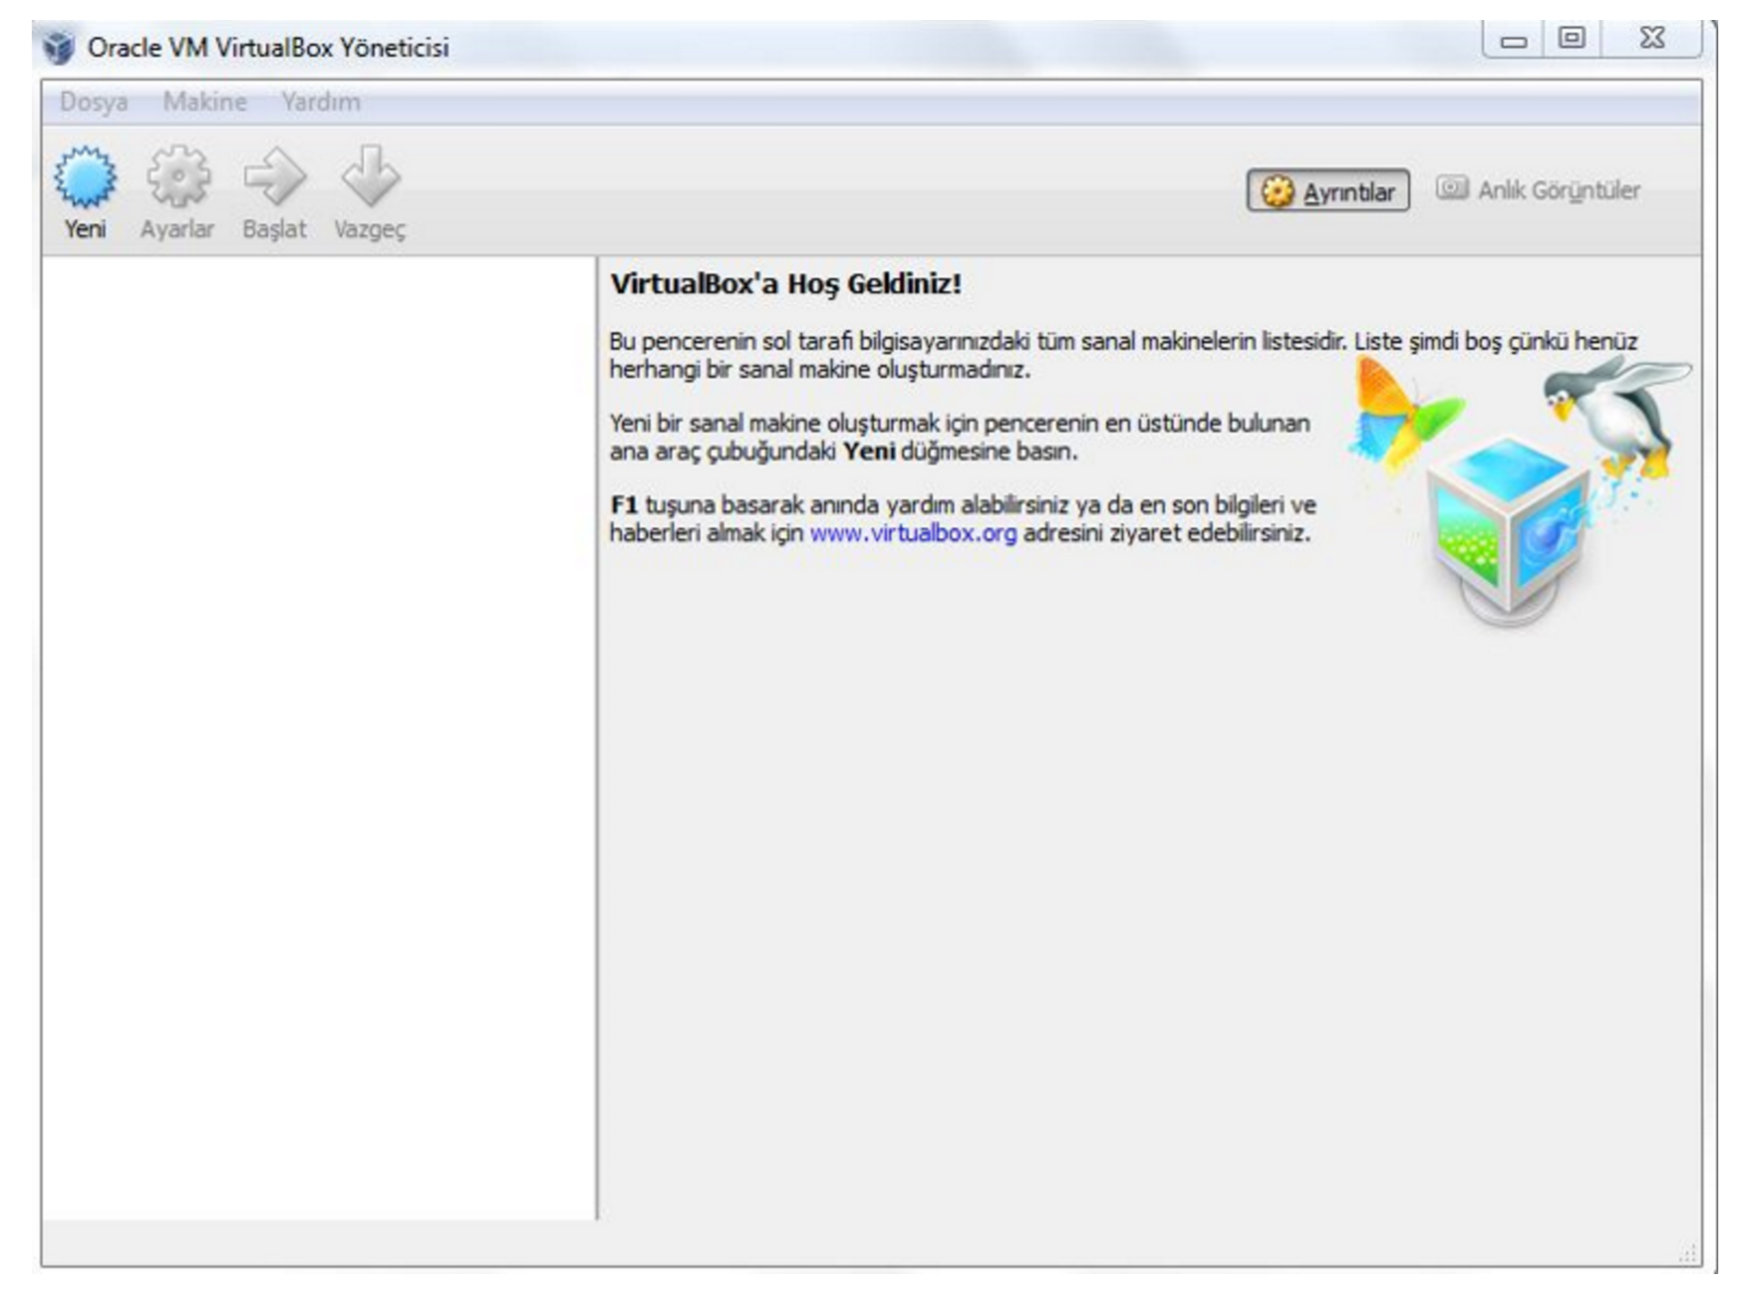 Oracle VM VirtualBox Yöneticisi
Dosya Makine Yardım
Yeni Ayarlar Başlat Vazgeç
Ayrıntılar Anlık Görüntüler
VirtualBox'a Hoş Geldiniz!
Bu pencerenin sol tarafı bilgisayarınızdaki tüm sanal makinelerin listesidir. Liste şimdi boş çünkü henüz
herhangi bir sanal makine oluşturmadınız.
Yeni bir sanal makine oluşturmak için pencerenin en üstünde bulunan
ana araç çubuğundaki Yeni düğmesine basın.
F1 tuşuna basarak anında yardım alabilirsiniz ya da en son bilgileri ve
haberleri almak için www.virtualbox.org adresini ziyaret edebilirsiniz.